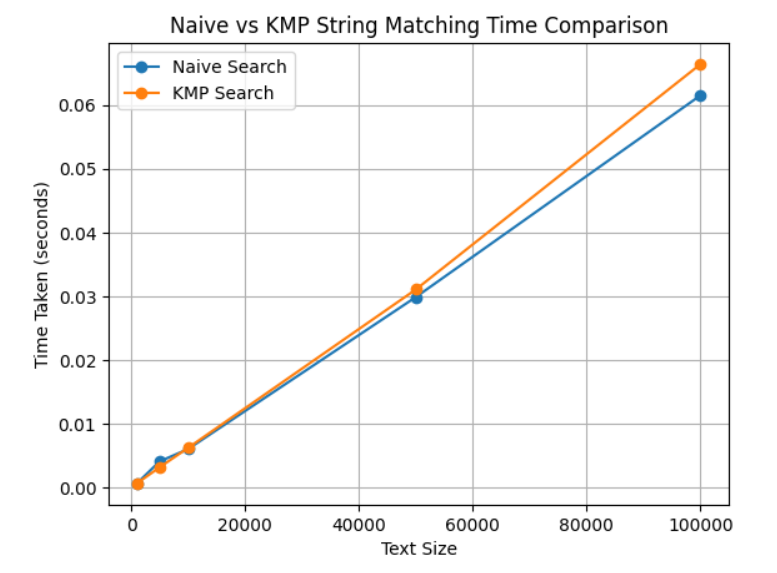 Naive vs KMP String Matching Time Comparison
Naive Search
KMP Search
Time Taken (seconds)
0.06
0.05
0.04
0.03
0.02
0.01
0.00
0 20000 40000 60000 80000 100000
Text Size